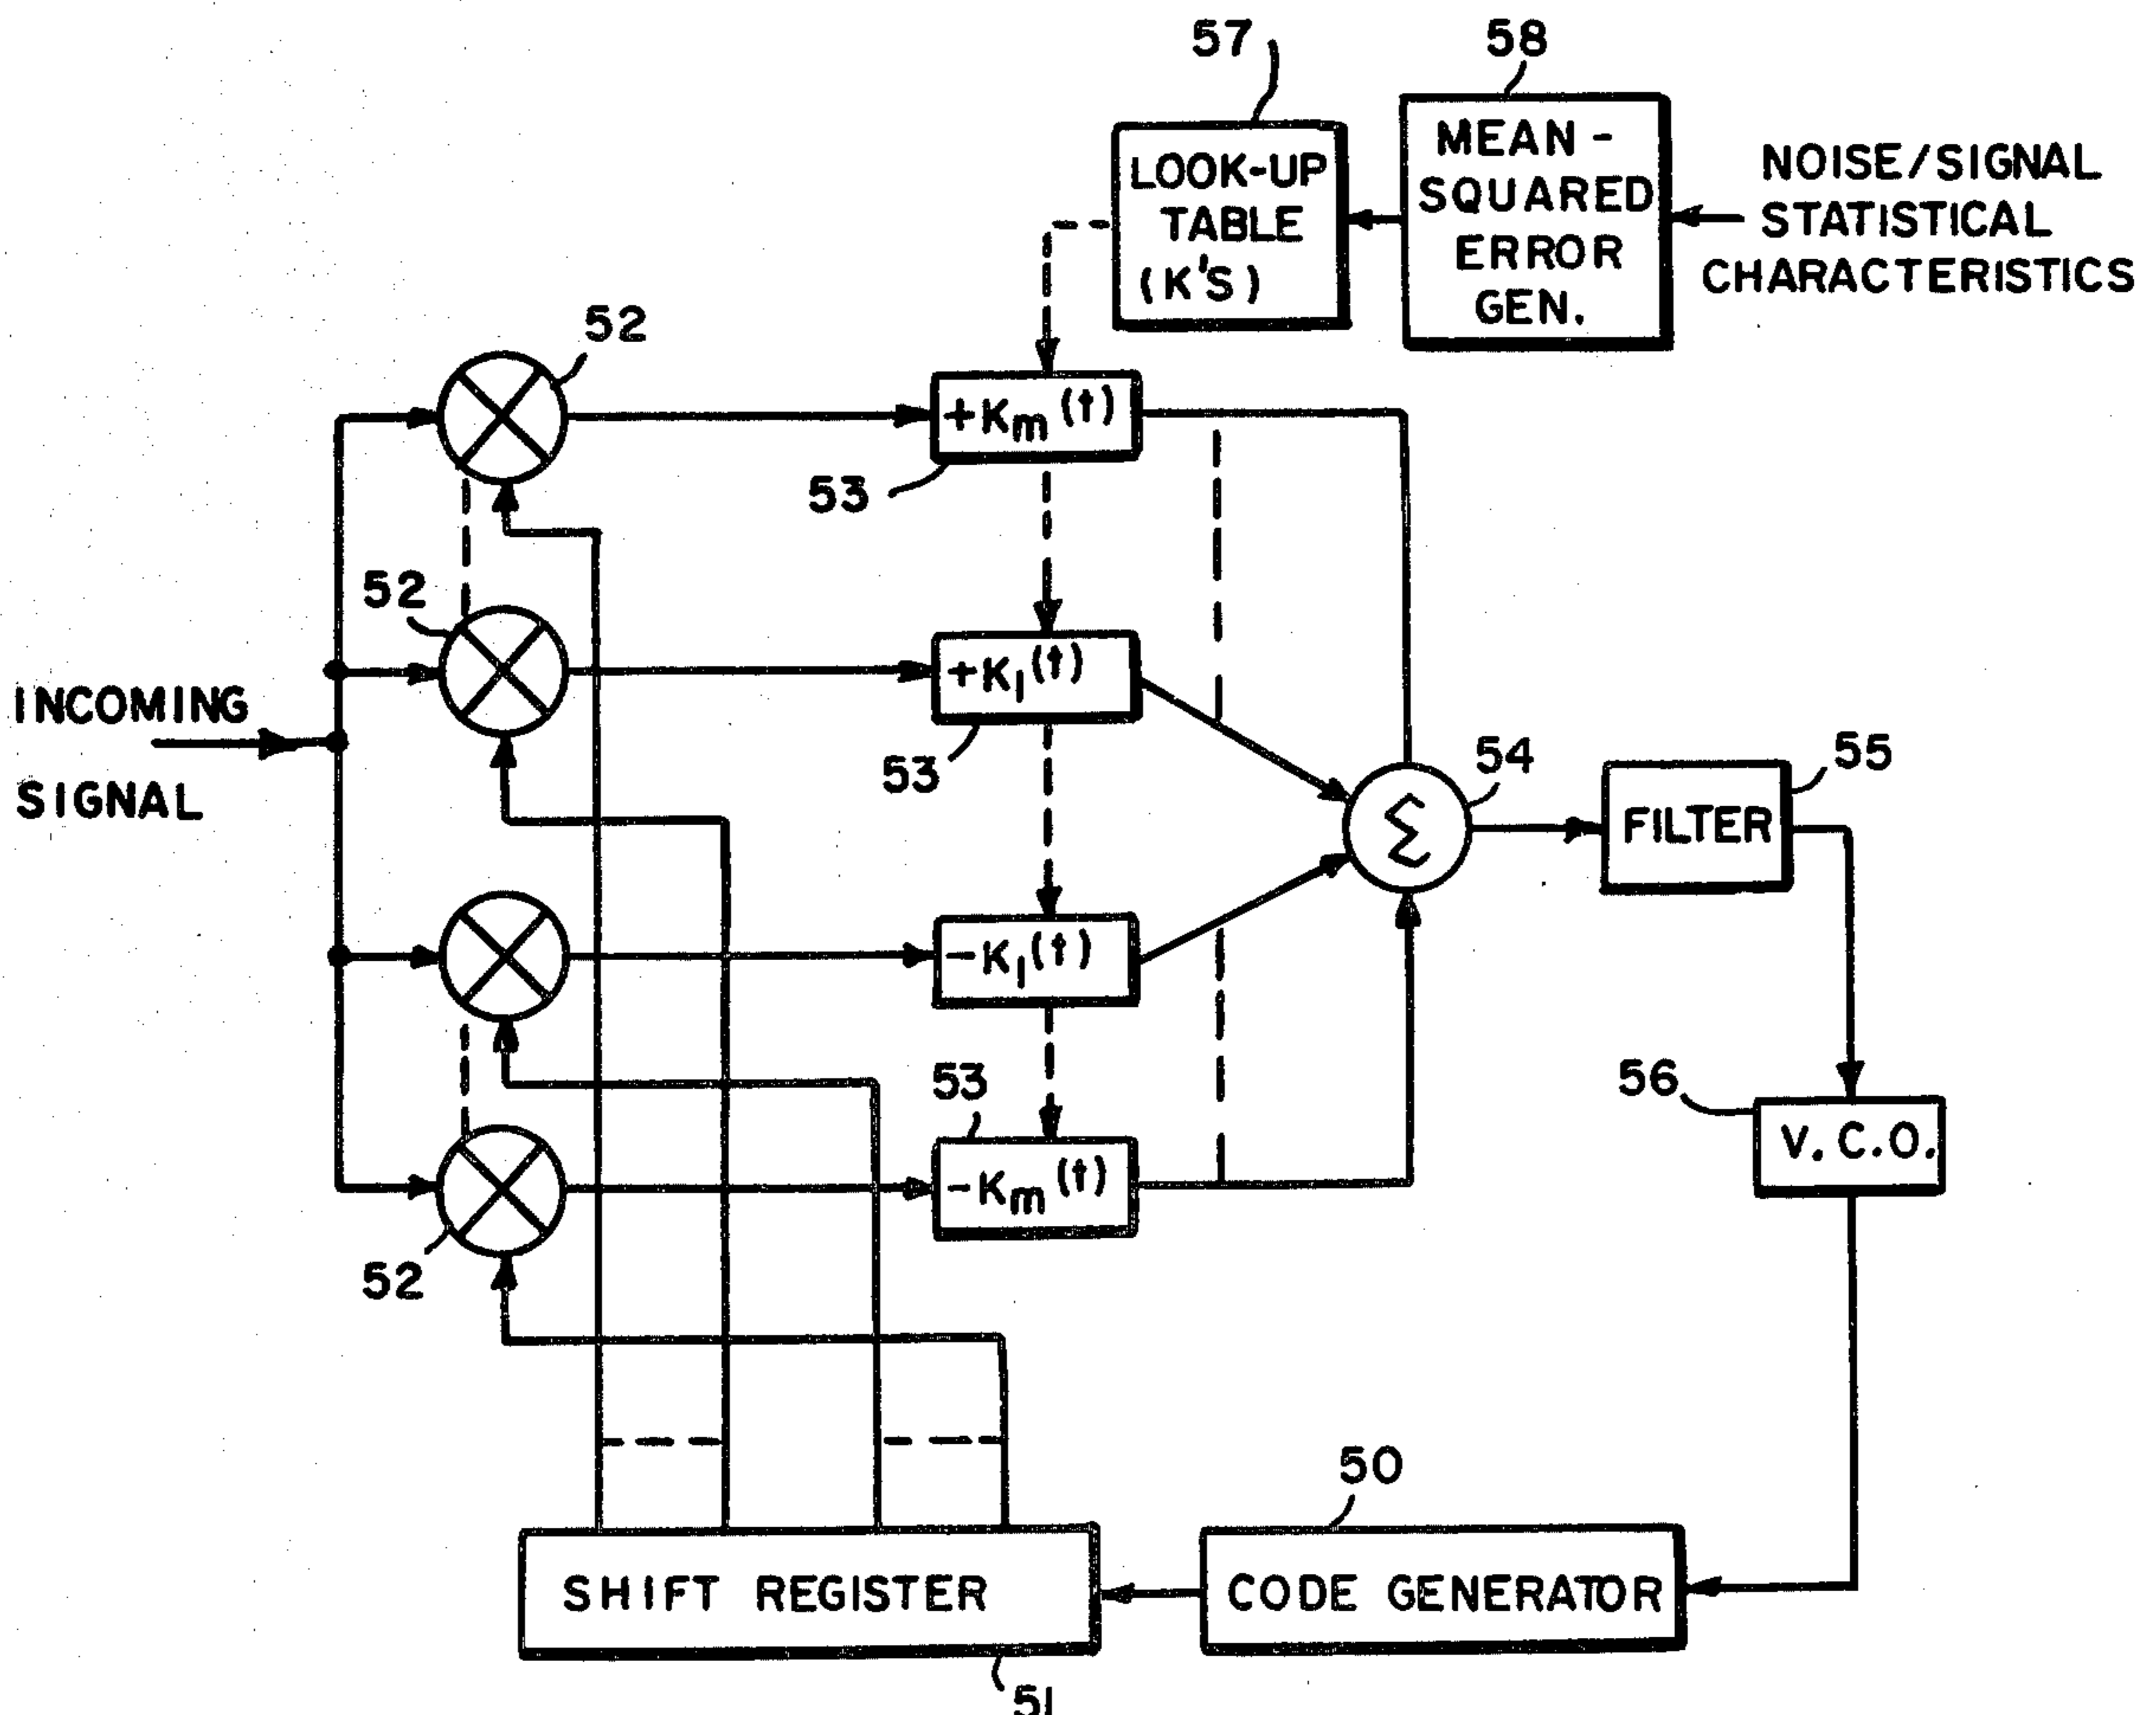 57
58
LOOK-UP
TABLE
(K'S)
MEAN-
SQUARED
ERROR
GEN.
NOISE/SIGNAL
STATISTICAL
CHARACTERISTICS
52
+Km(t)
53
52
+K1(t)
53
INCOMING
SIGNAL
54
Σ
55
FILTER
-K1(t)
53
-Km(t)
52
56
V.C.O.
50
SHIFT REGISTER
CODE GENERATOR
51